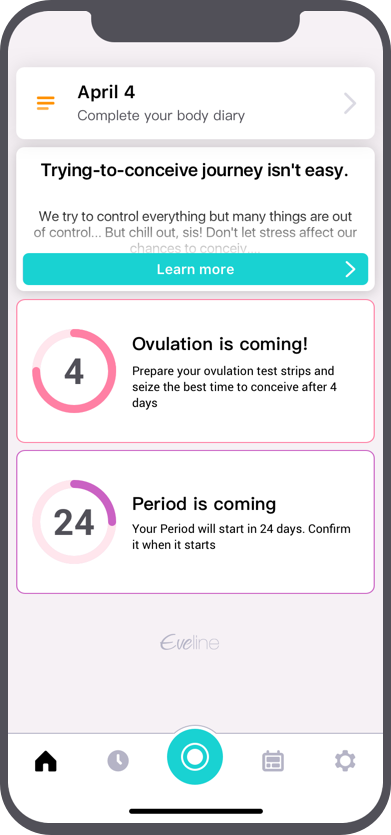 April 4
Complete your body diary
Trying-to-conceive journey isn't easy.
We try to control everything but many things are out
of control... But chill out, sis! Don't let stress affect our
chances to conceiv....
Learn more
4
Ovulation is coming!
Prepare your ovulation test strips and
seize the best time to conceive after 4
days
24
Period is coming
Your Period will start in 24 days. Confirm
it when it starts
Eveline